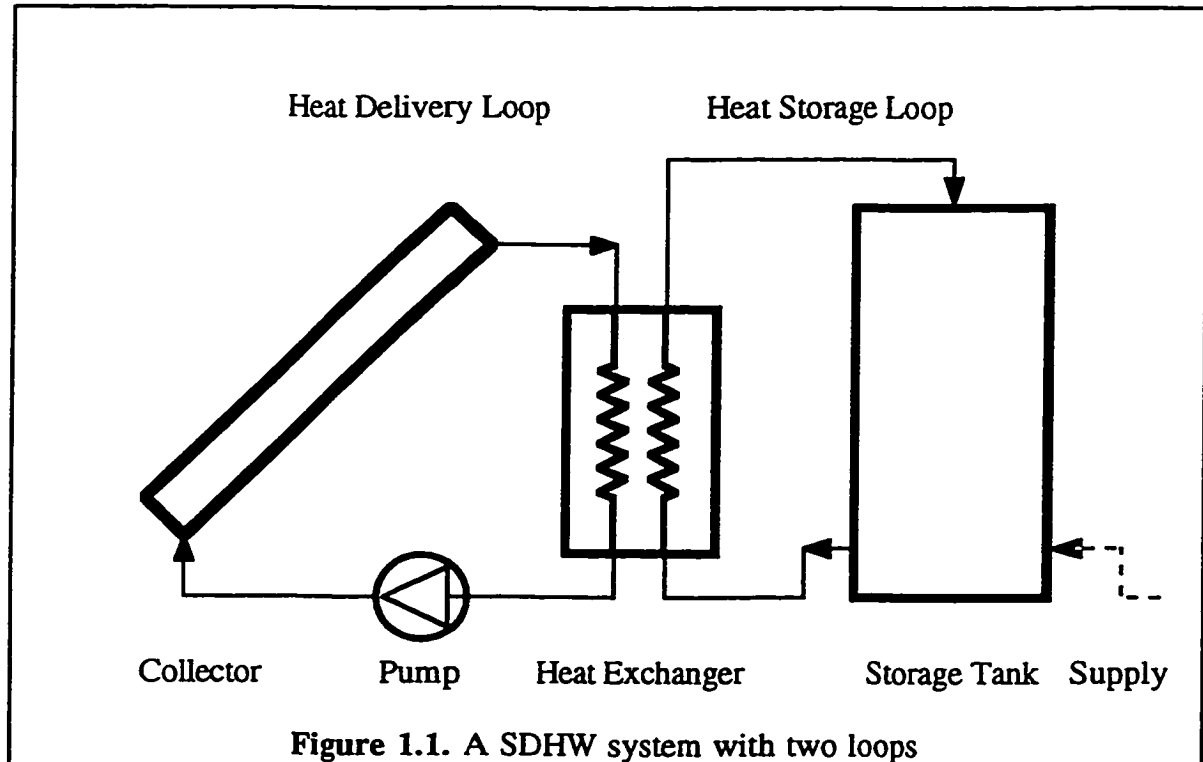 Heat Delivery Loop
Heat Storage Loop
Collector
Pump
Heat Exchanger
Storage Tank
Supply
Figure 1.1. A SDHW system with two loops